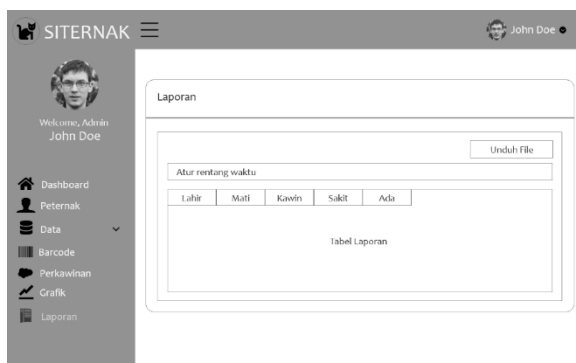 SITERNAK
John Doe
Welcome, Admin
John Doe
Dashboard
Peternak
Data
Barcode
Perkawinan
Grafik
Laporan
Laporan
Unduh File
Atur rentang waktu
Lahir Mati Kawin Sakit Ada
Tabel Laporan